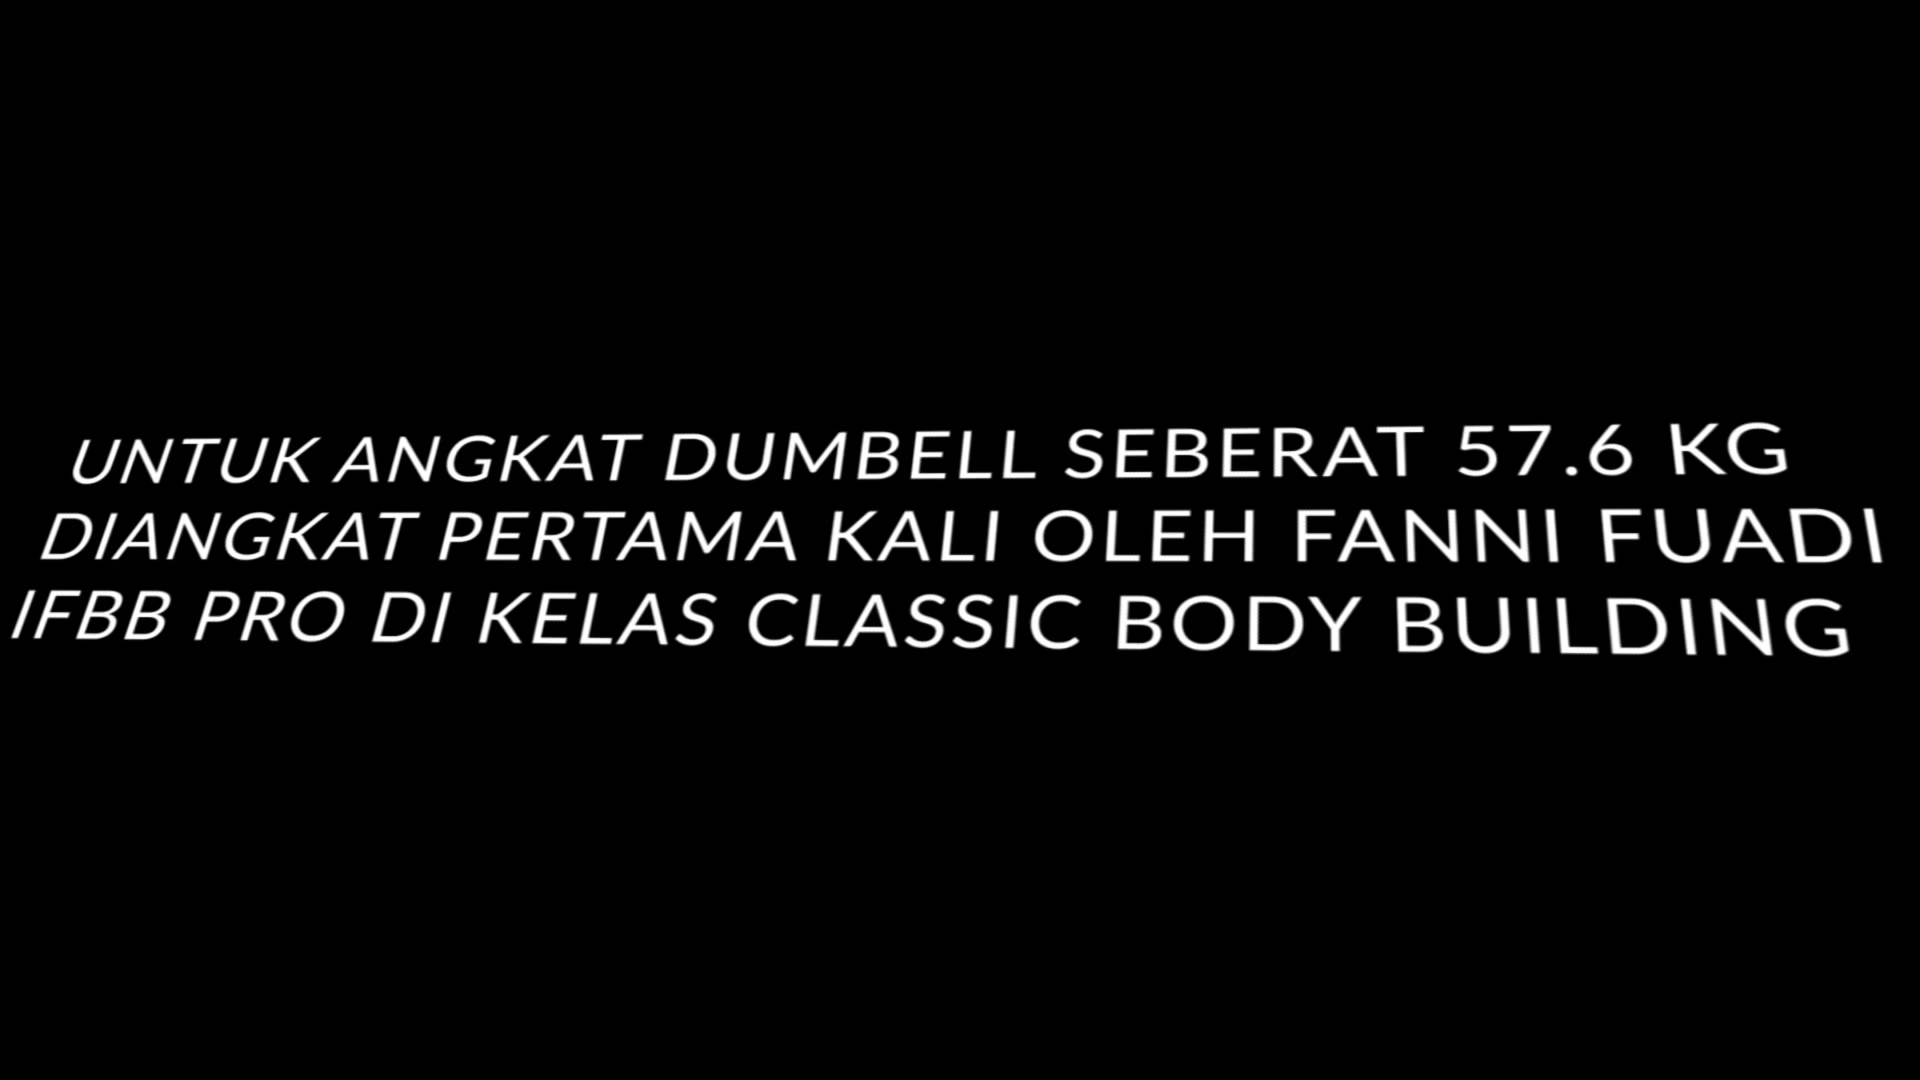 UNTUK ANGKAT DUMBELL SEBERAT 57.6 KG
DIANGKAT PERTAMA KALI OLEH FANNI FUADI
IFBB PRO DI KELAS CLASSIC BODY BUILDING